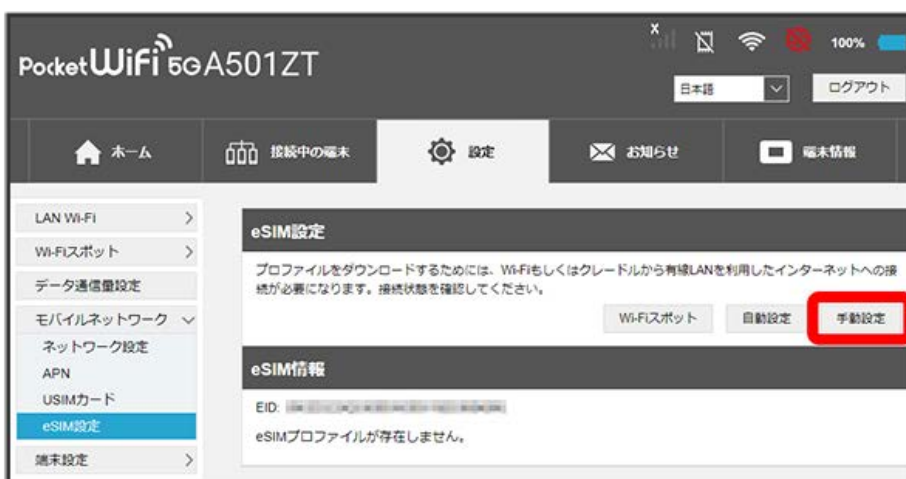 Pocket WiFi 5G A501ZT
100%
日本語
ログアウト
ホーム
接続中の端末
設定
お知らせ
端末情報
LAN Wi-Fi
Wi-Fiスポット
データ通信量設定
モバイルネットワーク
ネットワーク設定
APN
USIMカード
eSIM設定
端末設定
eSIM設定
プロファイルをダウンロードするためには、Wi-Fiもしくはクレードルから有線LANを利用したインターネットへの接
続が必要になります。接続状態を確認してください。
Wi-Fiスポット
自動設定
手動設定
eSIM情報
EID:
eSIMプロファイルが存在しません。